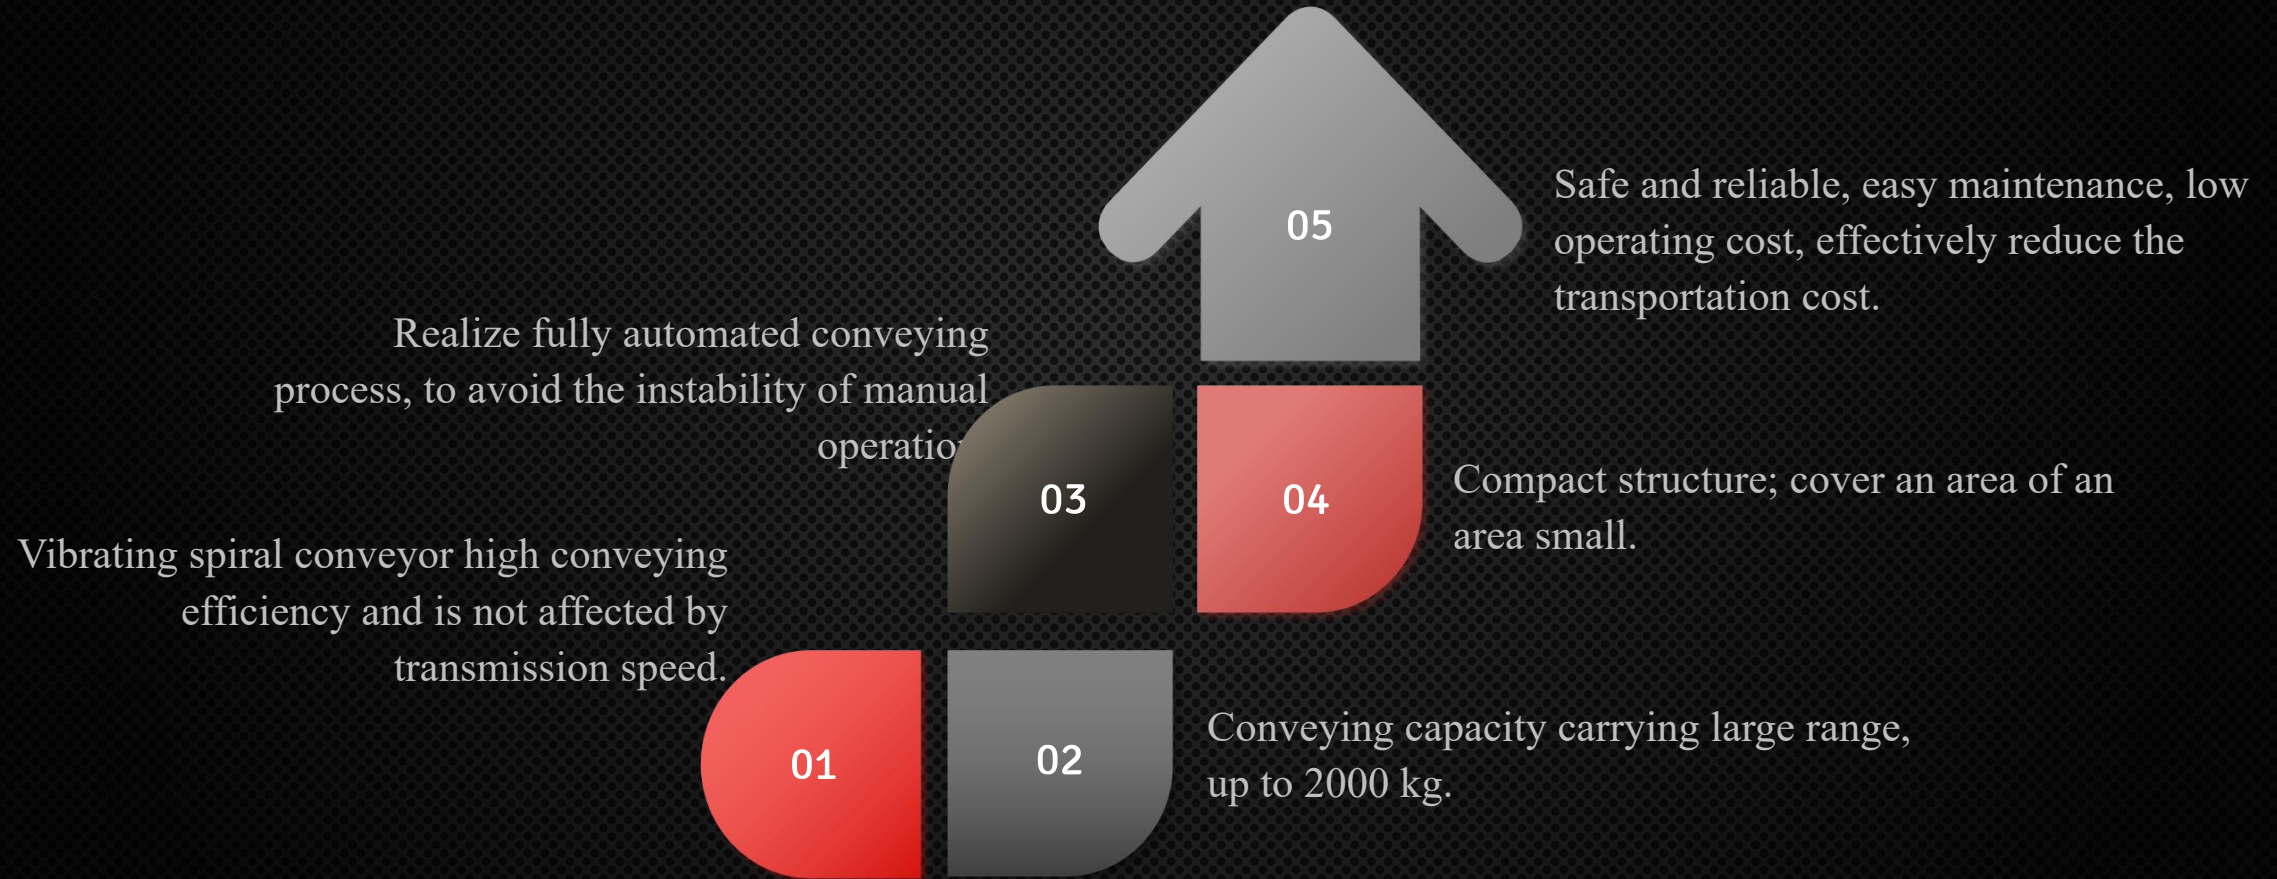 05
Safe and reliable, easy maintenance, low
operating cost, effectively reduce the
transportation cost.
Realize fully automated conveying
process, to avoid the instability of manual
03
04
Compact structure; cover an area of an
area small.
Vibrating spiral conveyor high conveying
efficiency and is not affected by
transmission speed.
01
02
Conveying capacity carrying large range,
up to 2000 kg.